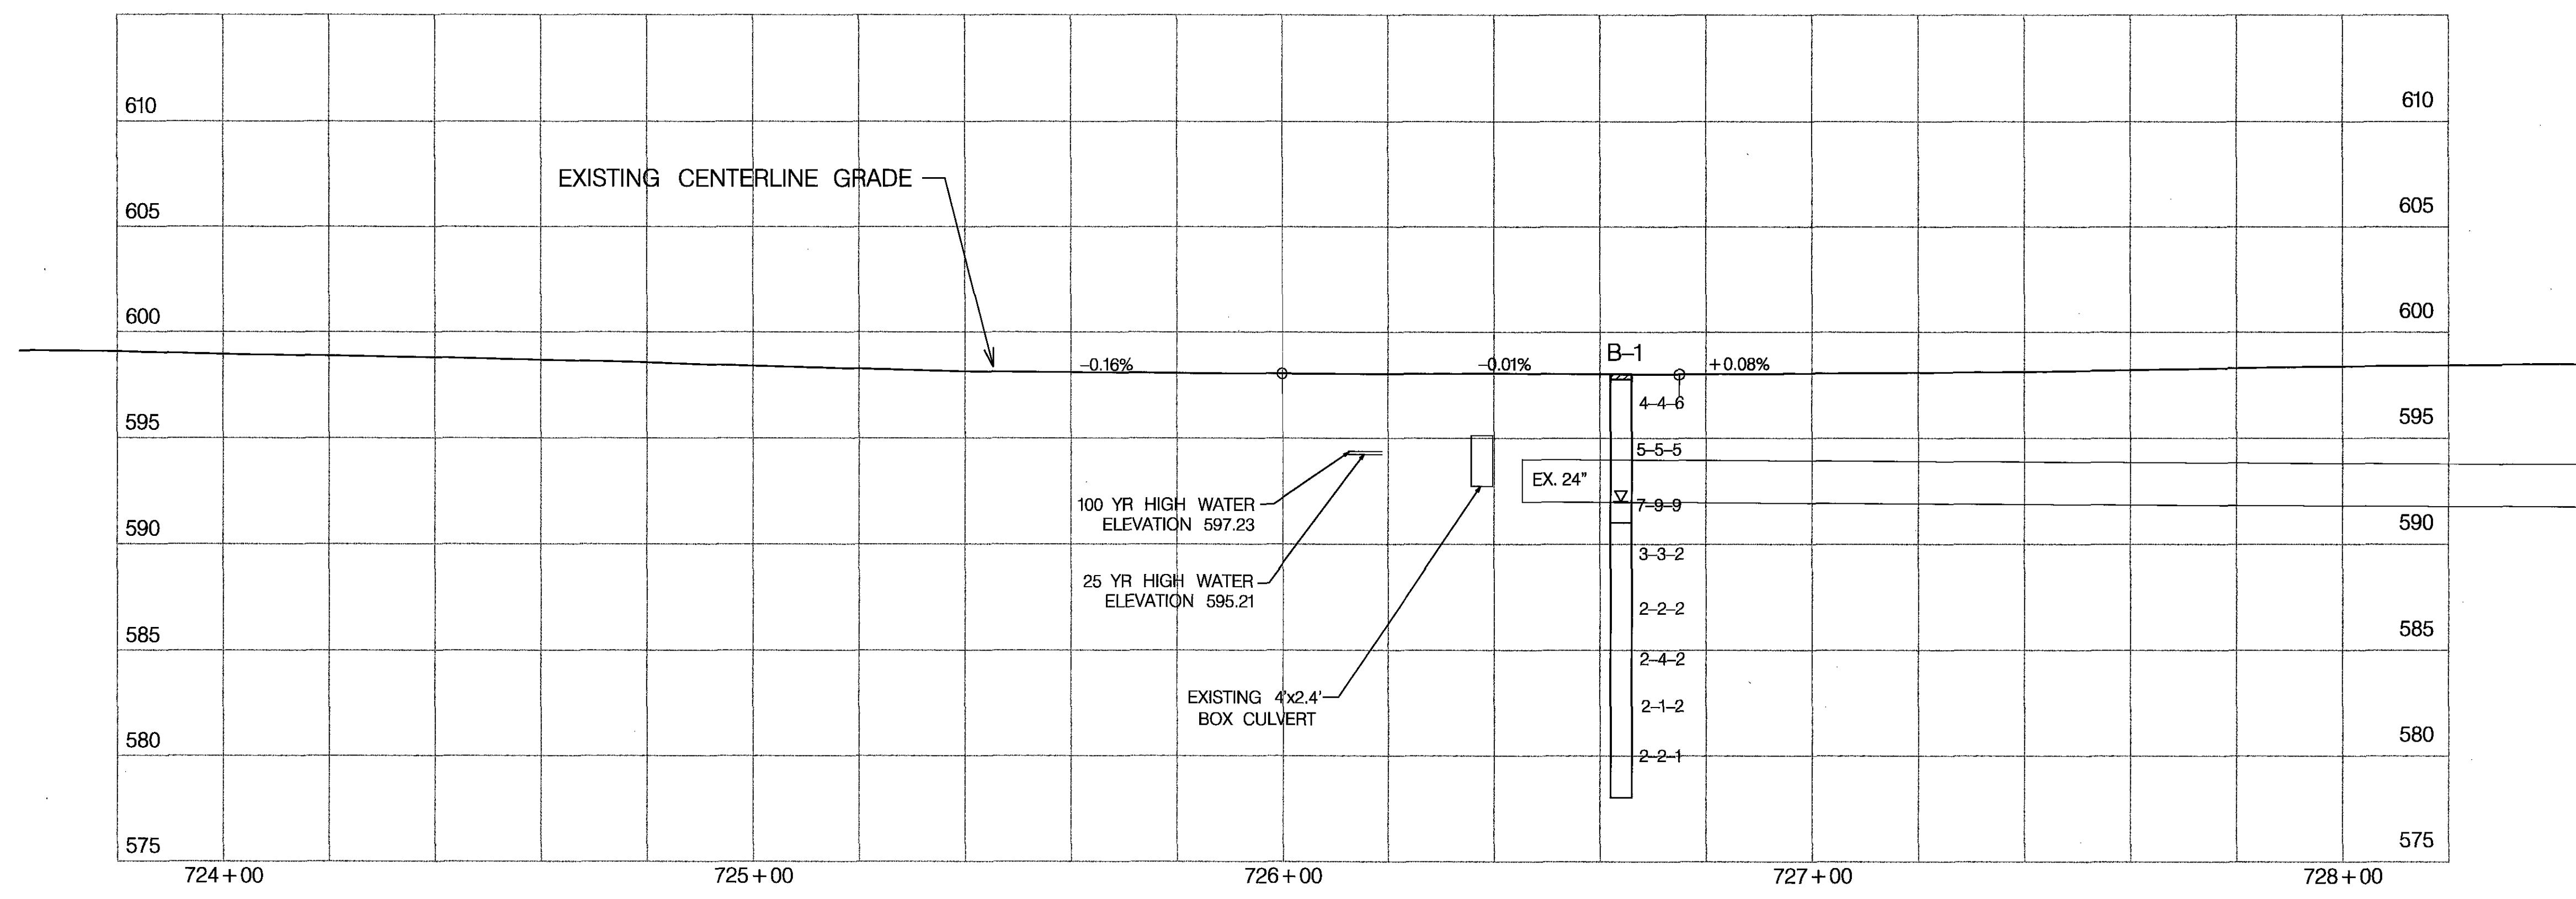 610 610
EXISTING CENTERLINE GRADE
605 605
600 600
B-1
-0.16% -0.01% +0.08%
4-4-6
595 595
5-5-5
EX. 24"
100 YR HIGH WATER
ELEVATION 597.23
7-9-9
590 590
3-3-2
25 YR HIGH WATER
ELEVATION 595.21
2-2-2
585 585
2-4-2
EXISTING 4'x2.4'
BOX CULVERT
2-1-2
580 580
2-2-1
575 575
724+00 725+00 726+00 727+00 728+00